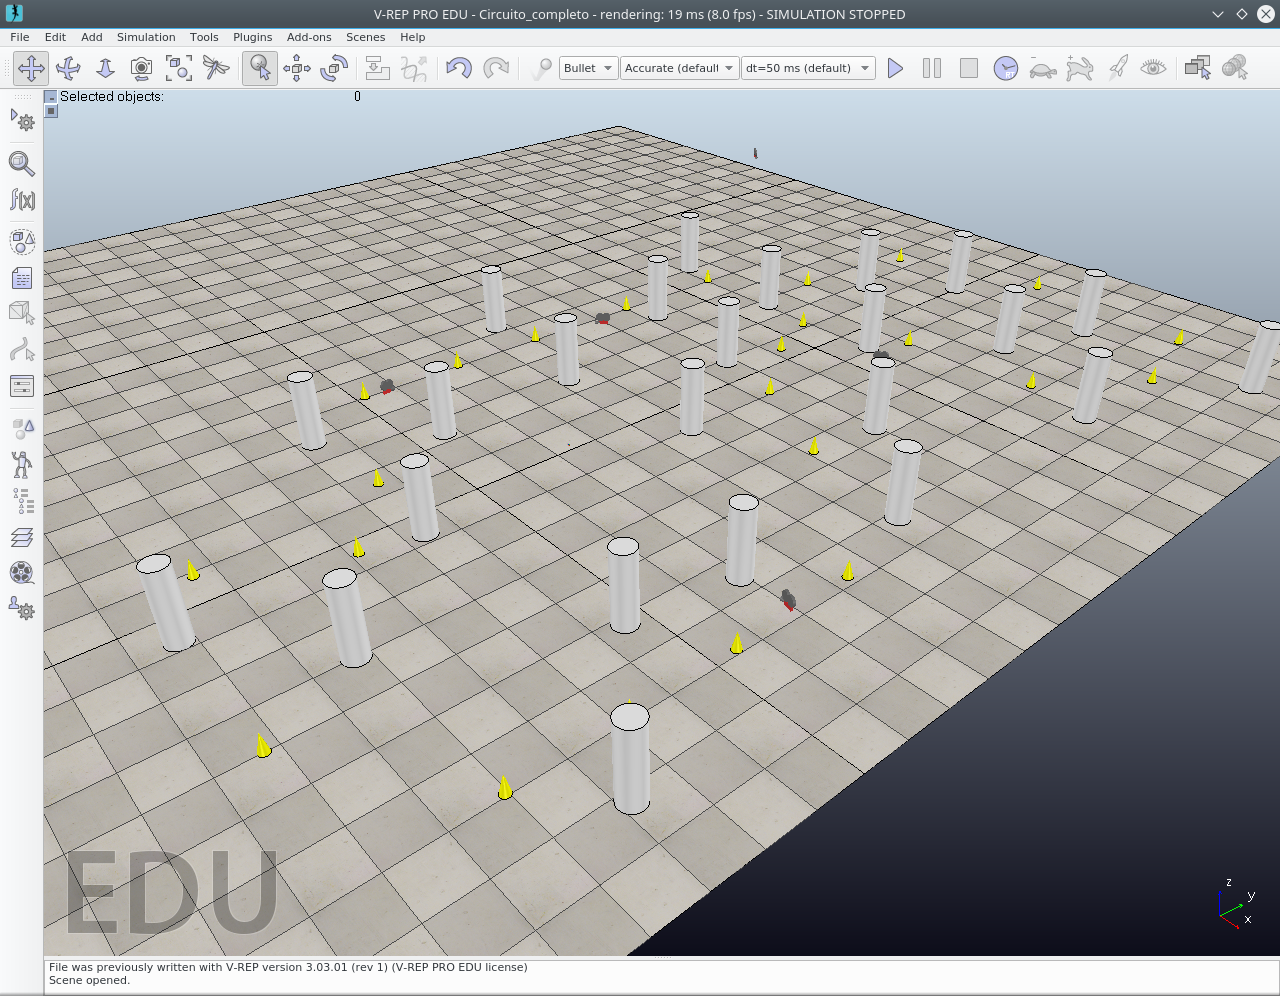 V-REP PRO EDU - Circuito_completo - rendering: 19 ms (8.0 fps) - SIMULATION STOPPED
File Edit Add Simulation Tools Plugins Add-ons Scenes Help
Bullet Accurate (default dt=50 ms (default)
Selected objects: 0
f(x)
EDU
z
y
x
File was previously written with V-REP version 3.03.01 (rev 1) (V-REP PRO EDU license)
Scene opened.